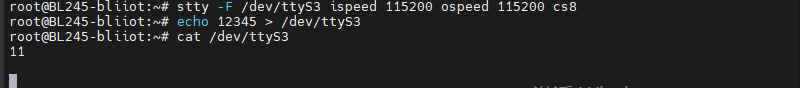 root@BL245-bliiot:~# stty -F /dev/ttyS3 ispeed 115200 ospeed 115200 cs8
root@BL245-bliiot:~# echo 12345 > /dev/ttyS3
root@BL245-bliiot:~# cat /dev/ttyS3
11